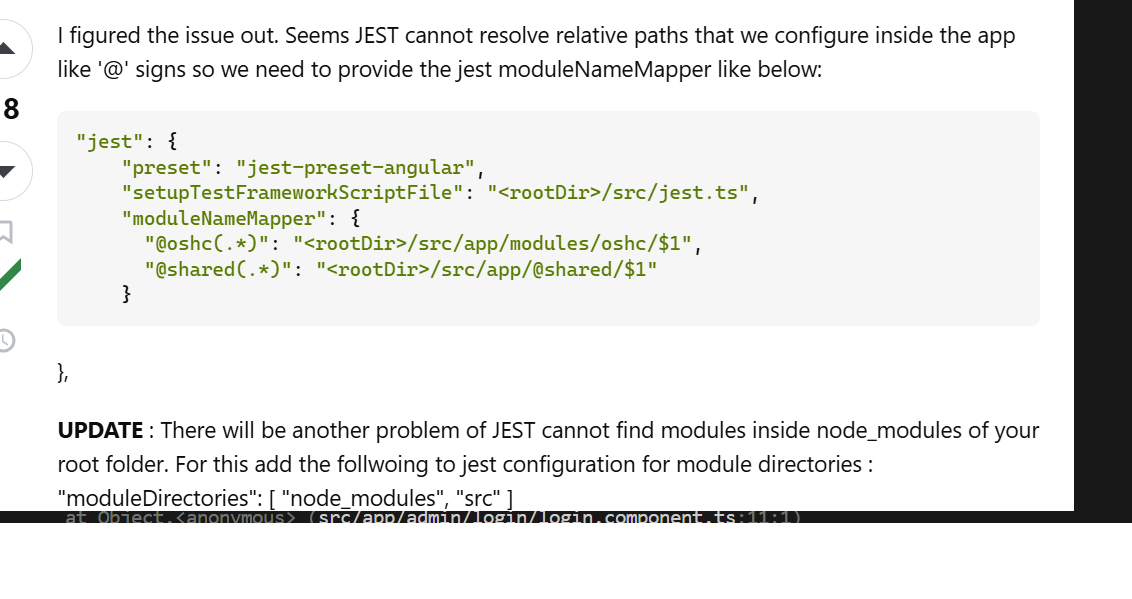 I figured the issue out. Seems JEST cannot resolve relative paths that we configure inside the app
like '@' signs so we need to provide the jest moduleNameMapper like below:
8
"jest": {
"preset": "jest-preset-angular",
"setupTestFrameworkScriptFile": "<rootDir>/src/jest.ts",
"moduleNameMapper": {
"@oshc(.*)": "<rootDir>/src/app/modules/oshc/$1",
"@shared(.*)": "<rootDir>/src/app/@shared/$1"
}
},
UPDATE : There will be another problem of JEST cannot find modules inside node_modules of your
root folder. For this add the follwoing to jest configuration for module directories :
"moduleDirectories": [ "node_modules", "src" ]
at Object.<anonymous> (src/app/admin/login/login.component.ts:11:1)